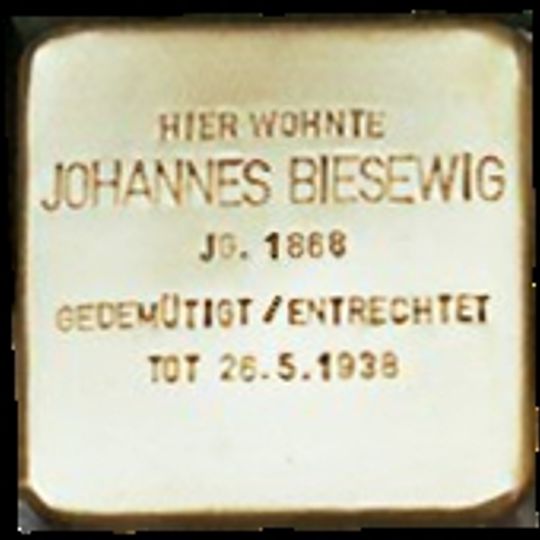 HIER WOHNTE
JOHANNES BIESEWIG
JG. 1868
GEDEMÜTIGT / ENTRECHTET
TOT 26.5.1938